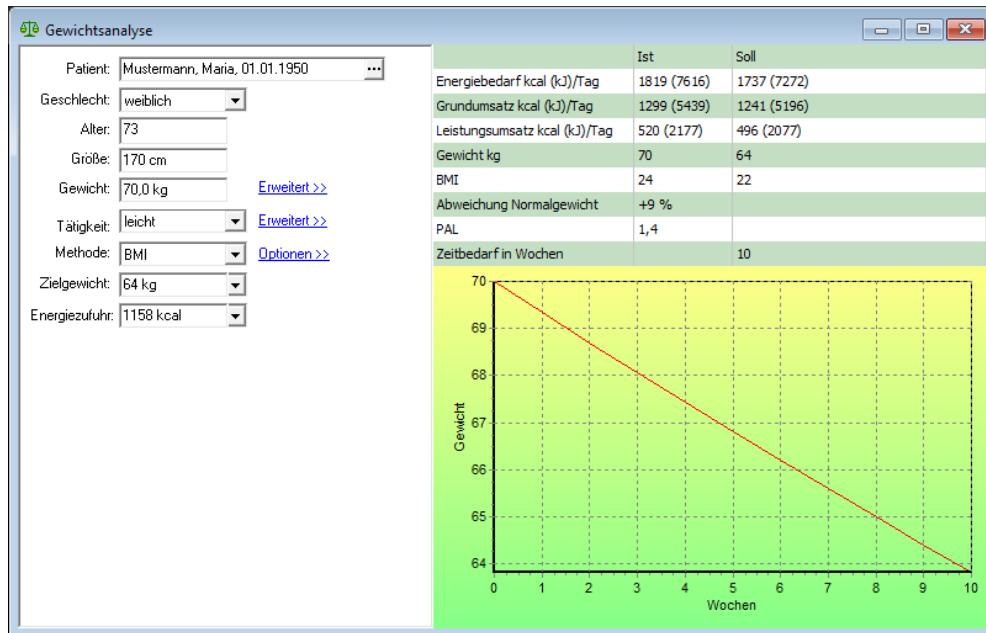 Gewichtsanalyse
Patient: Mustermann, Maria, 01.01.1950 ...
Geschlecht: weiblich
Alter: 73
Größe: 170 cm
Gewicht: 70,0 kg Erweitert >>
Tätigkeit: leicht Erweitert >>
Methode: BMI Optionen >>
Zielgewicht: 64 kg
Energiezufuhr: 1158 kcal
Ist Soll
Energiebedarf kcal (kJ)/Tag 1819 (7616) 1737 (7272)
Grundumsatz kcal (kJ)/Tag 1299 (5439) 1241 (5196)
Leistungsumsatz kcal (kJ)/Tag 520 (2177) 496 (2077)
Gewicht kg 70 64
BMI 24 22
Abweichung Normalgewicht +9 %
PAL 1,4
Zeitbedarf in Wochen 10
70
69
68
67
66
65
64
Gewicht
0 1 2 3 4 5 6 7 8 9 10
Wochen